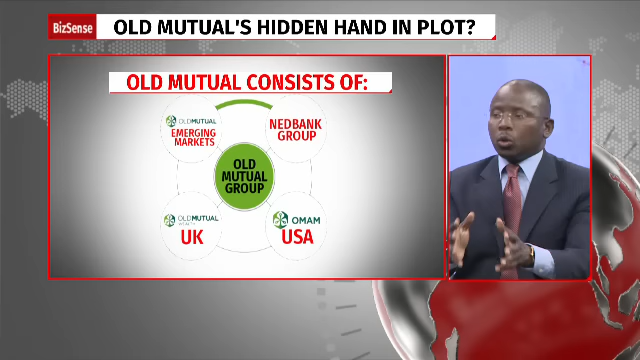 BizSense
OLD MUTUAL'S HIDDEN HAND IN PLOT?
OLD MUTUAL CONSISTS OF:
OLDMUTUAL
EMERGING
MARKETS
NEDBANK
GROUP
OLD
MUTUAL
GROUP
OLDMUTUAL
WEALTH
UK
OMAM
USA